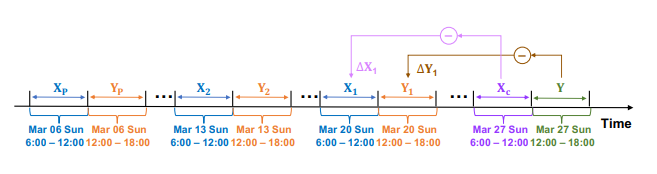 ΔX₁ ΔY₁
X_P Y_P ... X₂ Y₂ ... X₁ Y₁ ... X_c Y
Time
Mar 06 Sun Mar 06 Sun Mar 13 Sun Mar 13 Sun Mar 20 Sun Mar 20 Sun Mar 27 Sun Mar 27 Sun
6:00 – 12:00 12:00 – 18:00 6:00 – 12:00 12:00 – 18:00 6:00 – 12:00 12:00 – 18:00 6:00 – 12:00 12:00 – 18:00